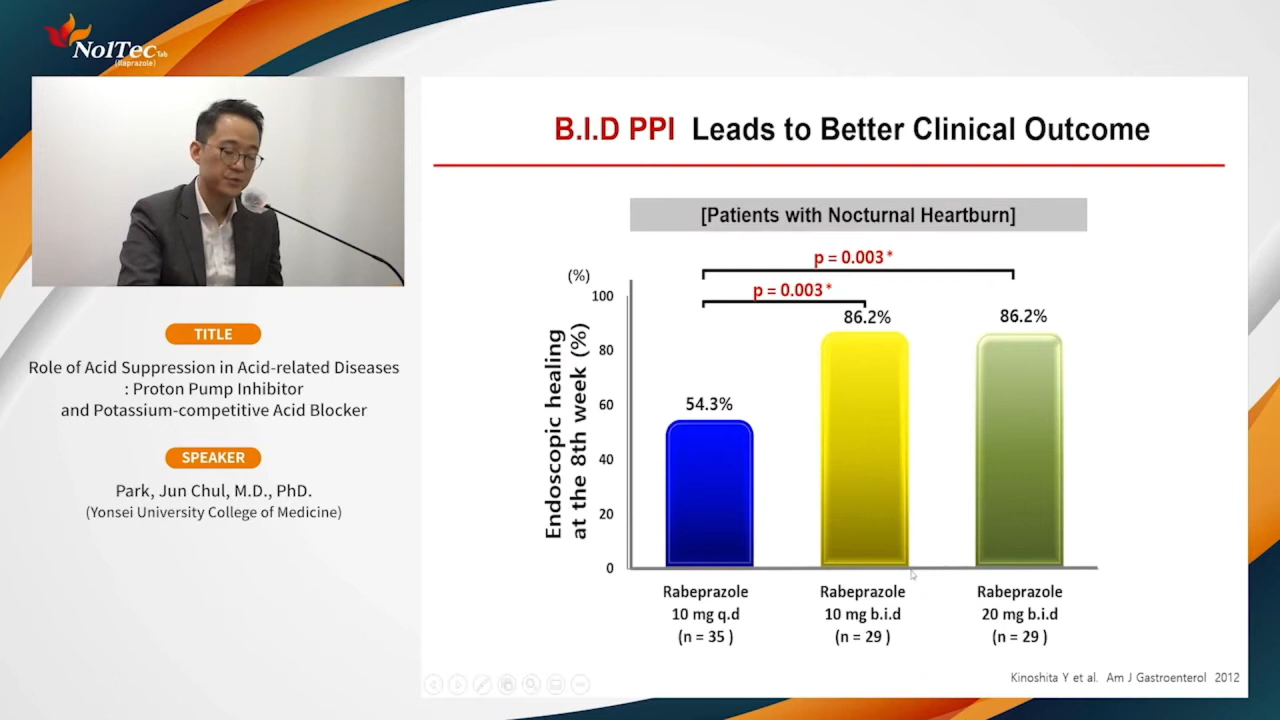 NolTec Tab
(Ilaprazole)
TITLE
Role of Acid Suppression in Acid-related Diseases
: Proton Pump Inhibitor
and Potassium-competitive Acid Blocker
SPEAKER
Park, Jun Chul, M.D., PhD.
(Yonsei University College of Medicine)
B.I.D PPI Leads to Better Clinical Outcome
[Patients with Nocturnal Heartburn]
p = 0.003 *
p = 0.003 *
(%)
100
80
60
40
20
0
Endoscopic healing
at the 8th week (%)
54.3%
86.2%
86.2%
Rabeprazole
10 mg q.d
(n = 35 )
Rabeprazole
10 mg b.i.d
(n = 29 )
Rabeprazole
20 mg b.i.d
(n = 29 )
Kinoshita Y et al. Am J Gastroenterol 2012